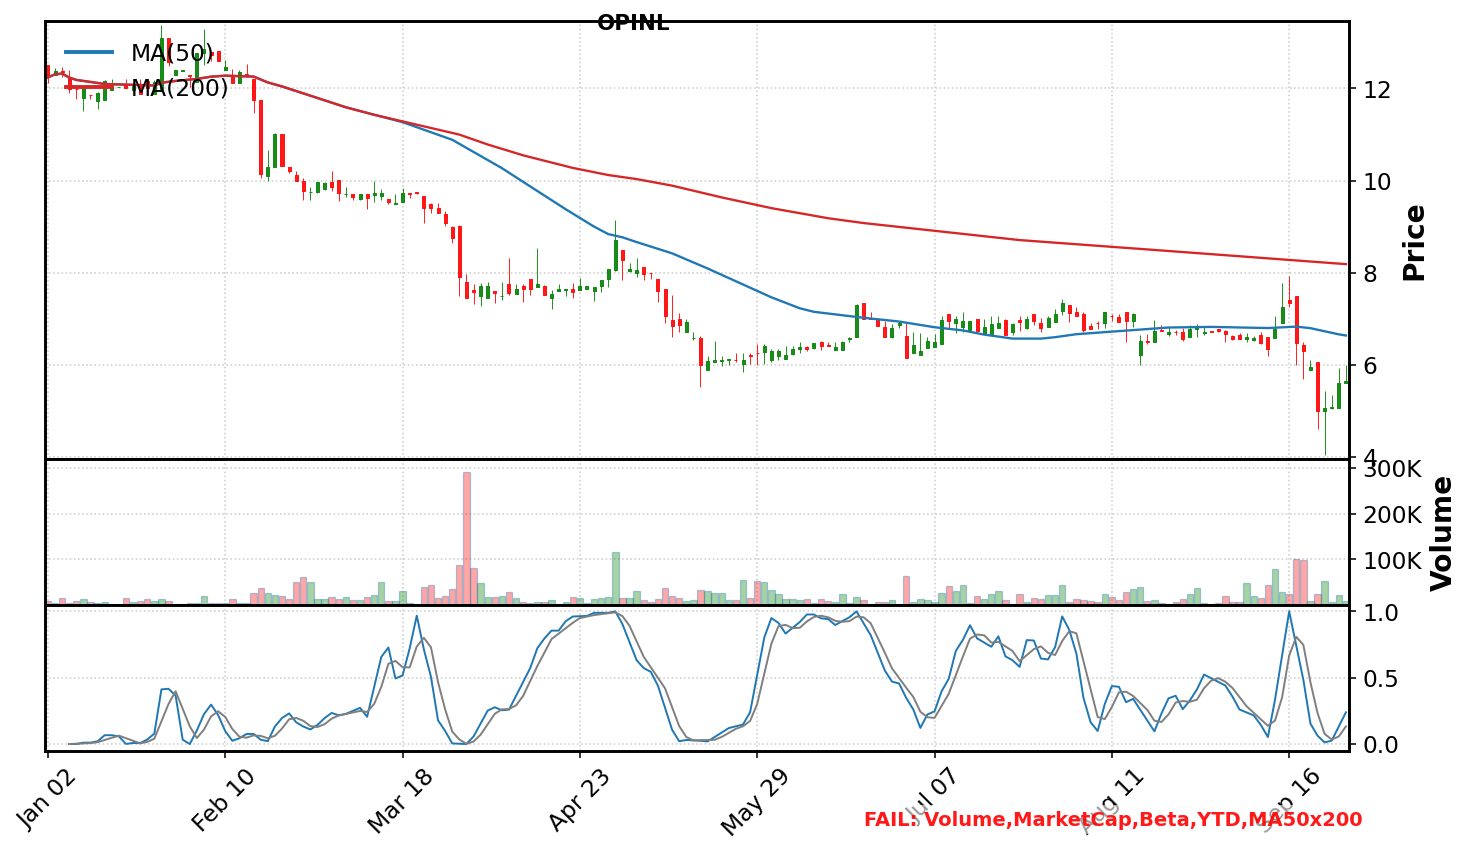 OPINL
MA(50)
MA(200)
12
10
8
6
4
Price
300K
200K
100K
Volume
1.0
0.5
0.0
Jan 02
Feb 10
Mar 18
Apr 23
May 29
Jul 07
Aug 11
Sep 16
FAIL: Volume,MarketCap,Beta,YTD,MA50x200